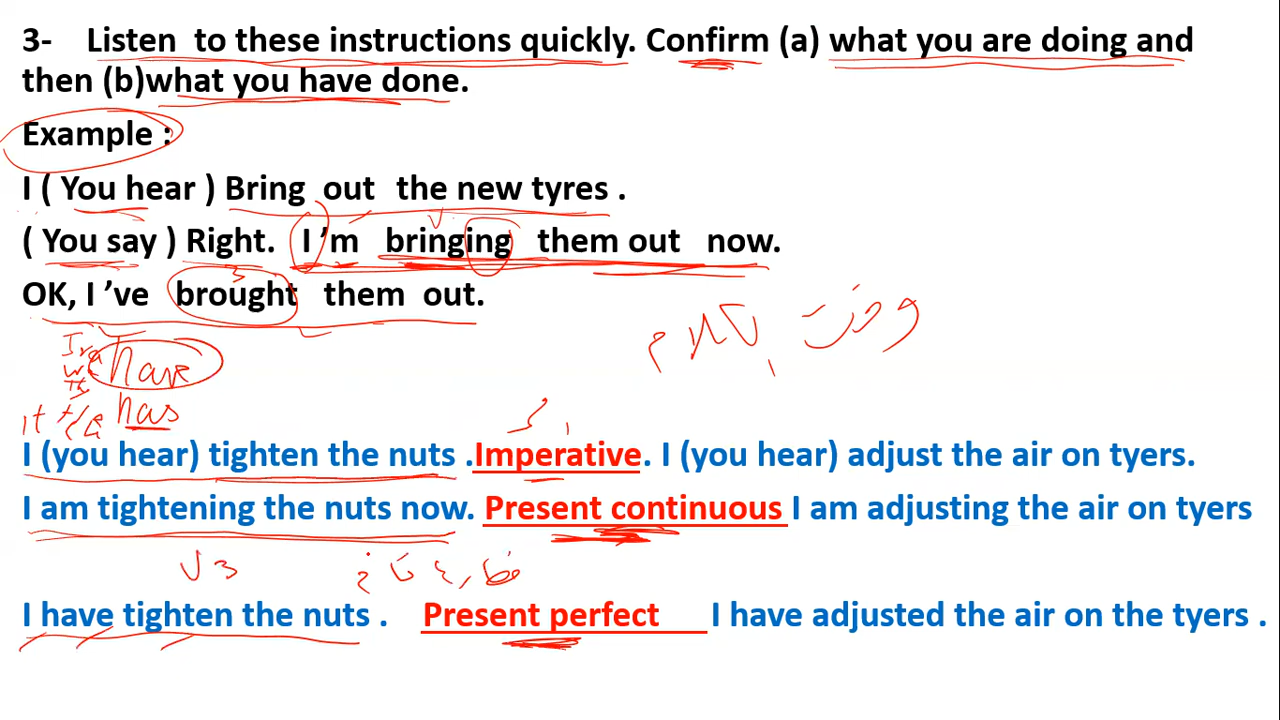 3- Listen to these instructions quickly. Confirm (a) what you are doing and
then (b)what you have done.
Example :
I ( You hear ) Bring out the new tyres .
( You say ) Right. I ’m bringing them out now.
3
OK, I ’ve brought them out.
have
it has
I (you hear) tighten the nuts .Imperative. I (you hear) adjust the air on tyers.
I am tightening the nuts now. Present continuous I am adjusting the air on tyers
V3
I have tighten the nuts . Present perfect I have adjusted the air on the tyers .